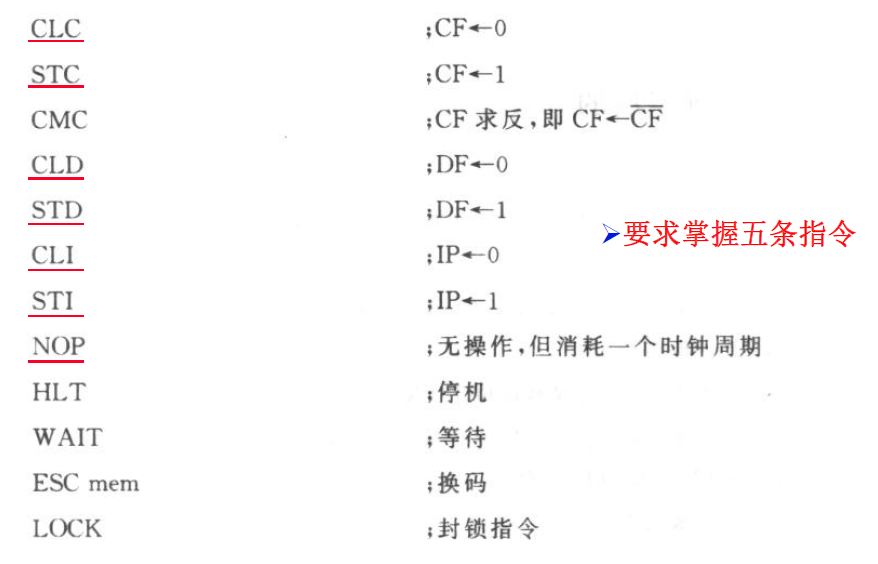 CLC ;CF←0
STC ;CF←1
CMC ;CF 求反,即 CF←C̅F̅
CLD ;DF←0
STD ;DF←1
➢要求掌握五条指令
CLI ;IP←0
STI ;IP←1
NOP ;无操作,但消耗一个时钟周期
HLT ;停机
WAIT ;等待
ESC mem ;换码
LOCK ;封锁指令